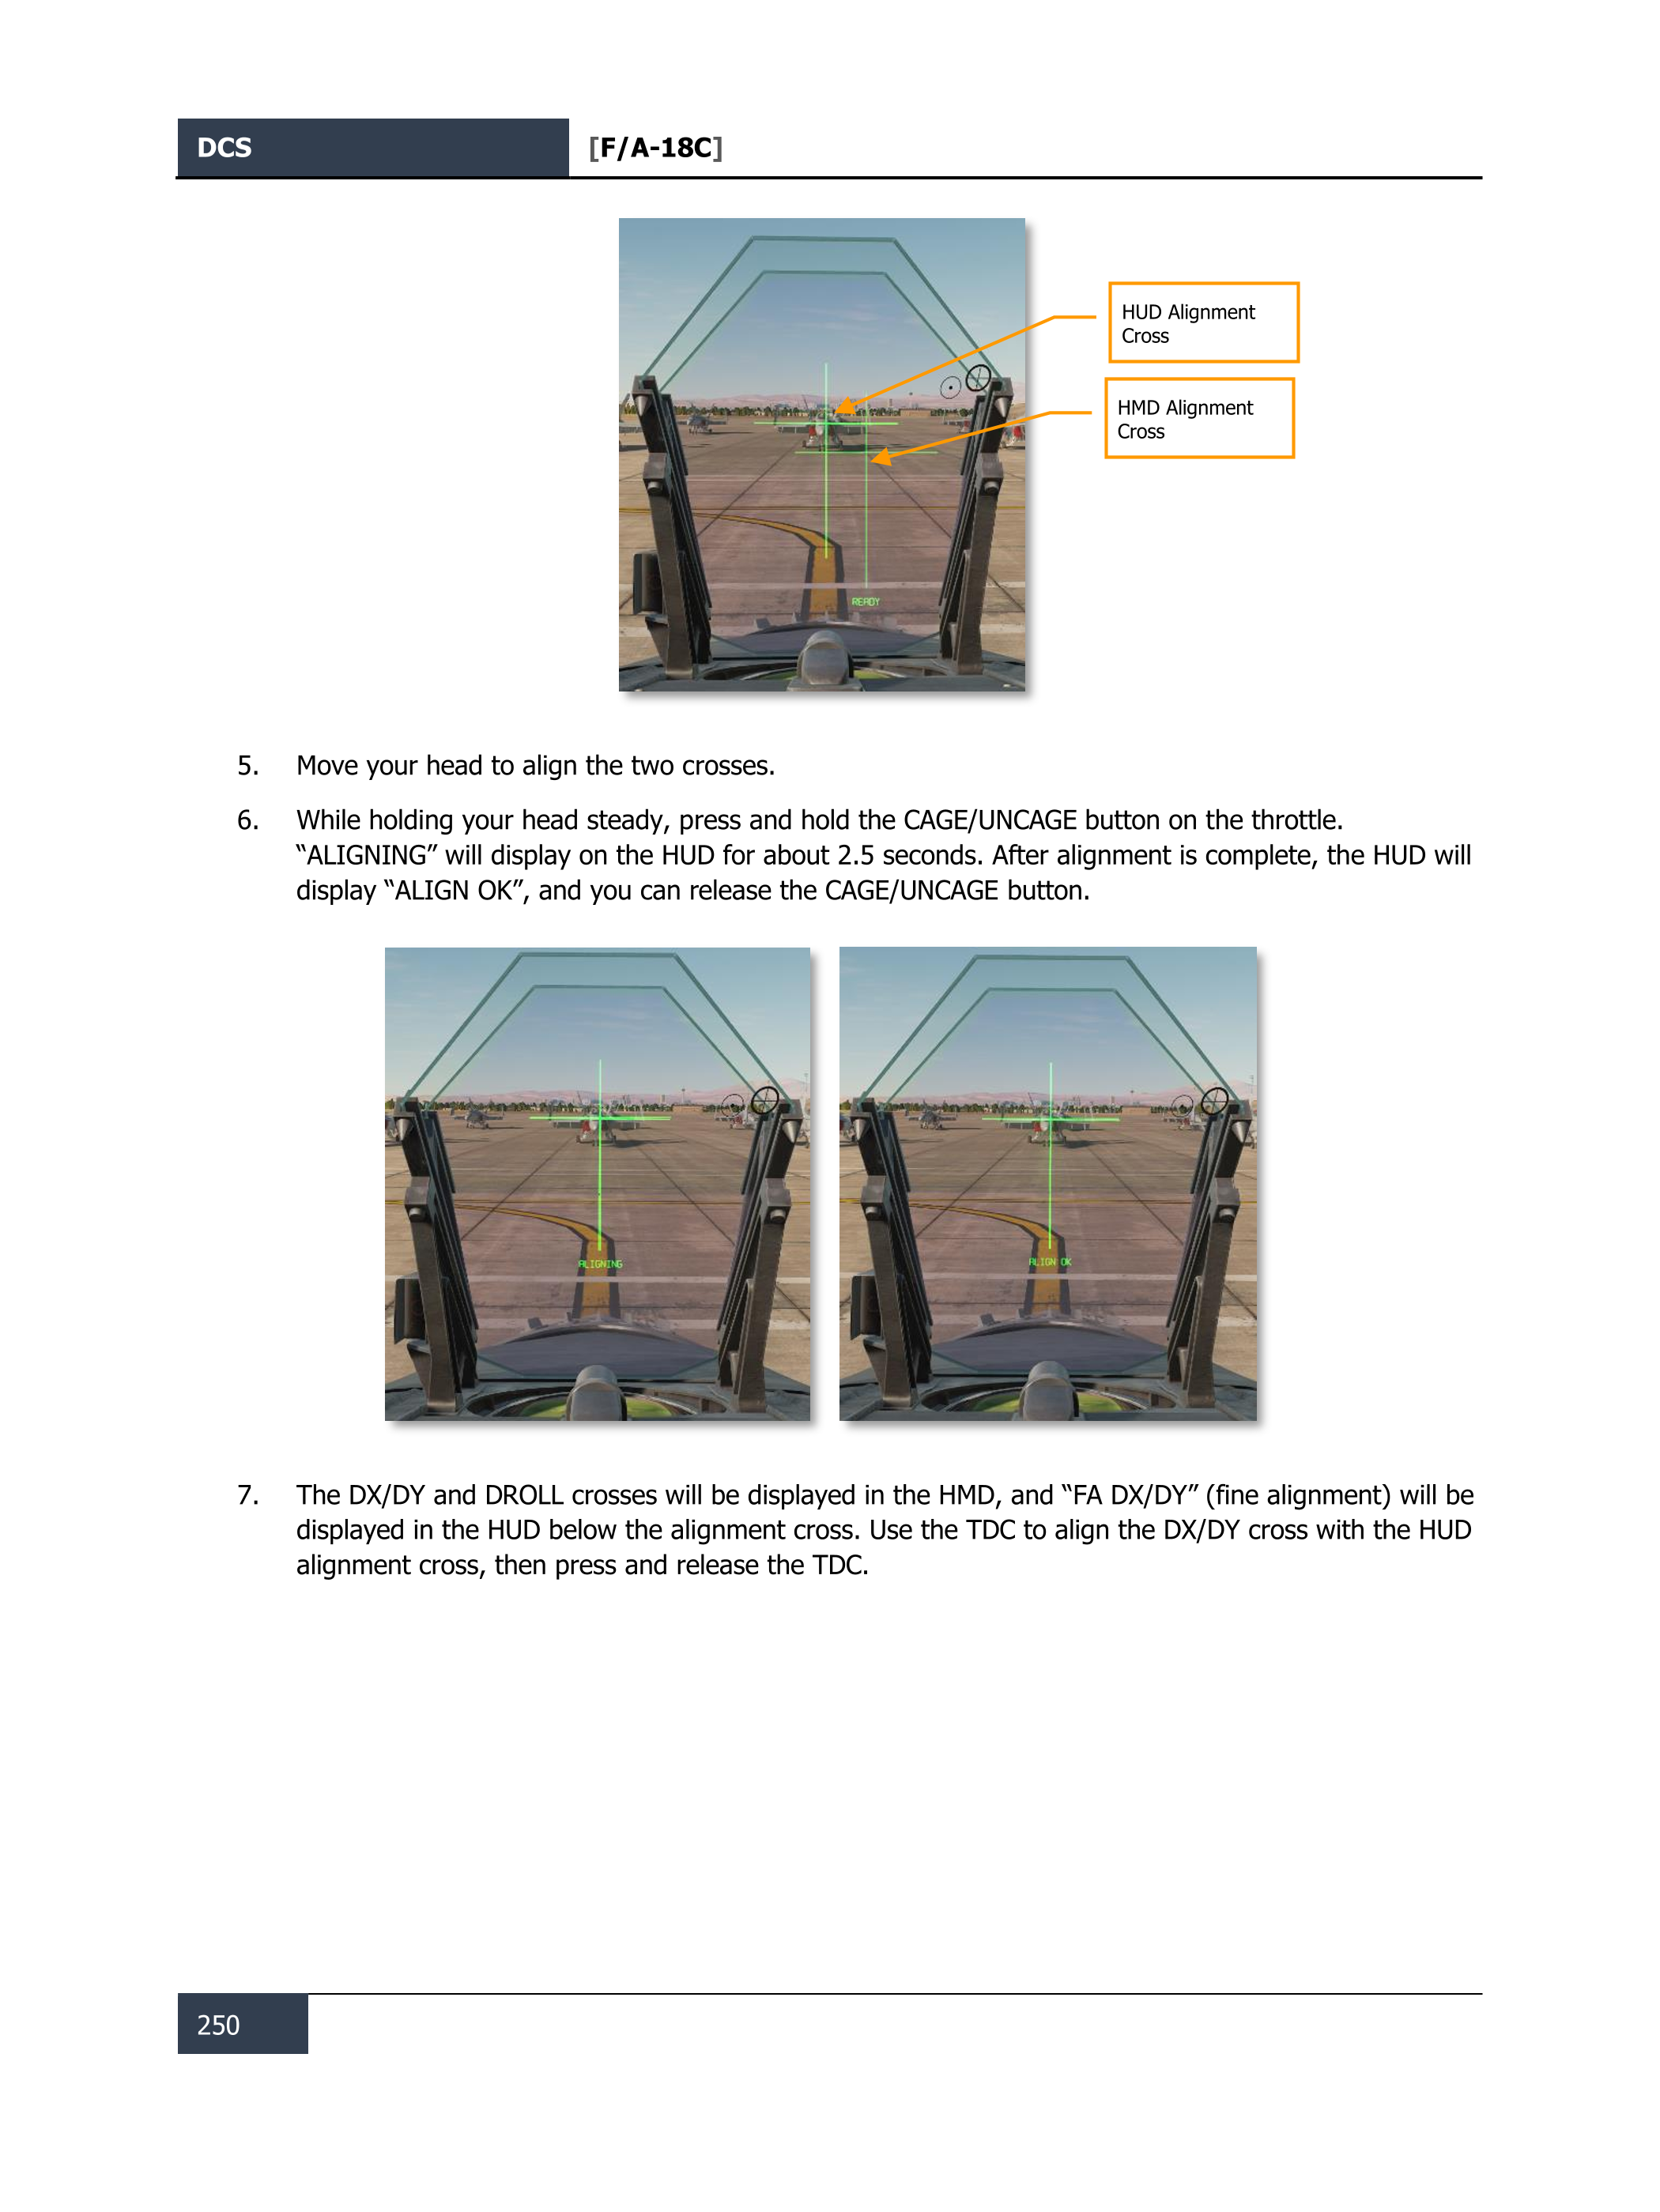 DCS [F/A-18C]
HUD Alignment
Cross
HMD Alignment
Cross
READY
5. Move your head to align the two crosses.
6. While holding your head steady, press and hold the CAGE/UNCAGE button on the throttle.
“ALIGNING” will display on the HUD for about 2.5 seconds. After alignment is complete, the HUD will
display “ALIGN OK”, and you can release the CAGE/UNCAGE button.
ALIGNING
ALIGN OK
7. The DX/DY and DROLL crosses will be displayed in the HMD, and “FA DX/DY” (fine alignment) will be
displayed in the HUD below the alignment cross. Use the TDC to align the DX/DY cross with the HUD
alignment cross, then press and release the TDC.
250